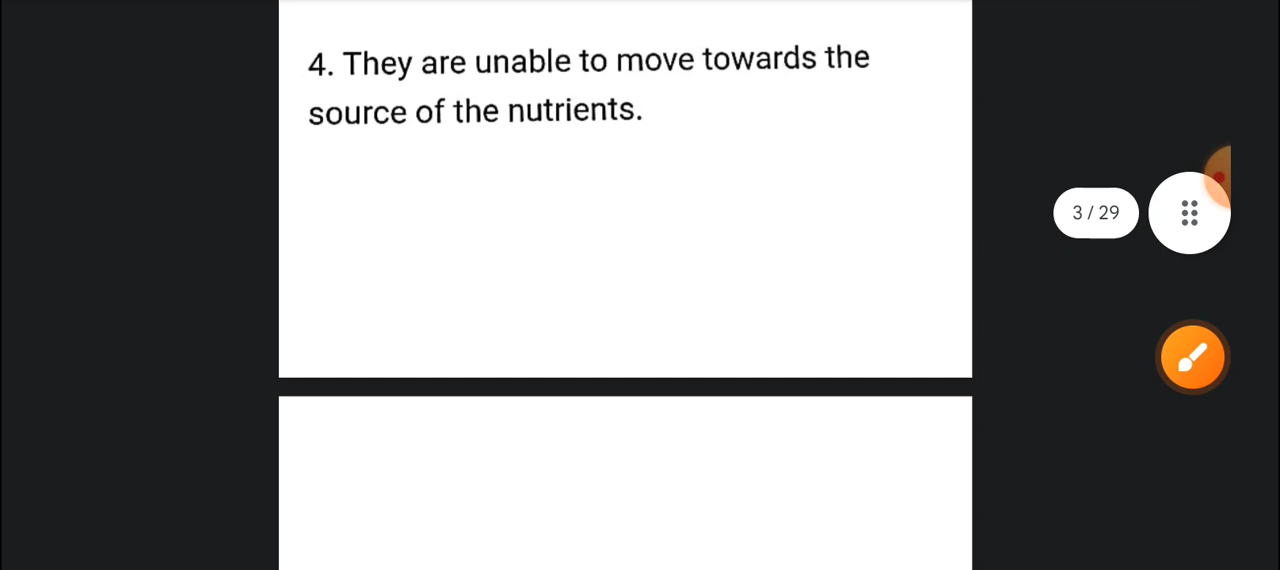 4. They are unable to move towards the
source of the nutrients.
3 / 29